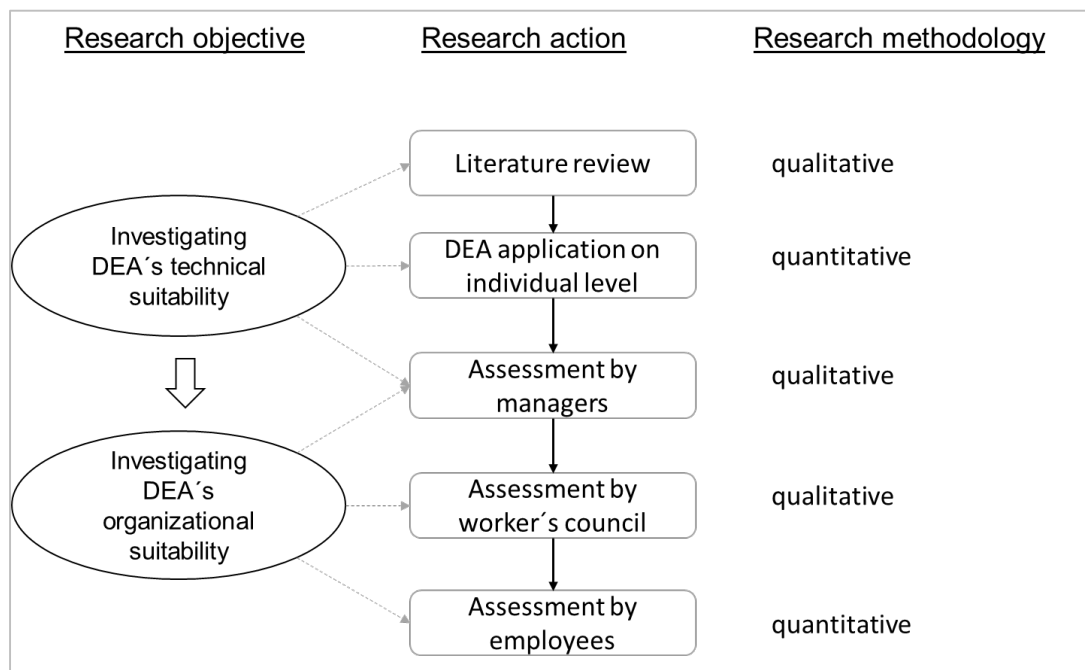 Research objective
Research action
Research methodology
Literature review
qualitative
Investigating
DEA´s technical
suitability
DEA application on
individual level
quantitative
Assessment by
managers
qualitative
Investigating
DEA´s
organizational
suitability
Assessment by
worker´s council
qualitative
Assessment by
employees
quantitative